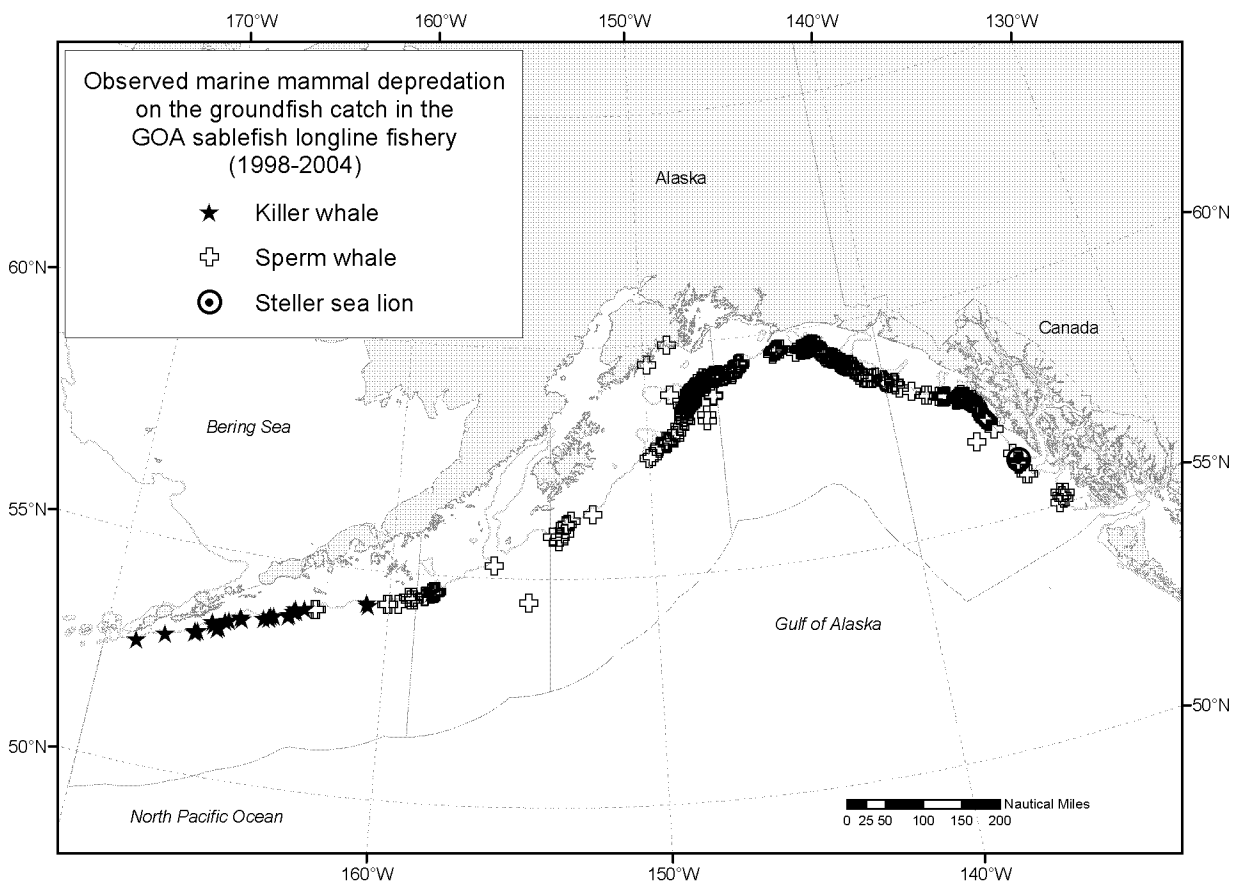 170°W 160°W 150°W 140°W 130°W
Observed marine mammal depredation
on the groundfish catch in the
GOA sablefish longline fishery
(1998-2004)
Killer whale
Sperm whale
Steller sea lion
Alaska
60°N
60°N
Canada
Bering Sea
55°N
55°N
Gulf of Alaska
50°N
50°N
North Pacific Ocean
Nautical Miles
0 25 50 100 150 200
160°W 150°W 140°W